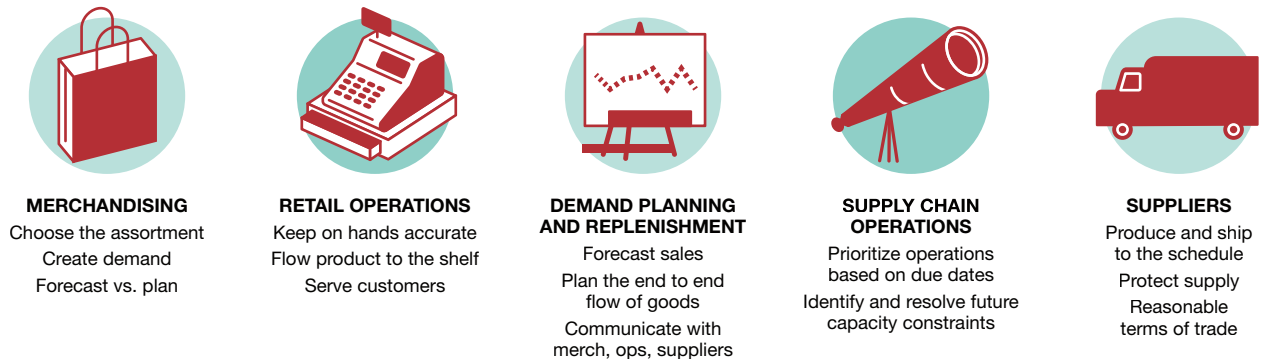 MERCHANDISING
Choose the assortment
Create demand
Forecast vs. plan
RETAIL OPERATIONS
Keep on hands accurate
Flow product to the shelf
Serve customers
DEMAND PLANNING
AND REPLENISHMENT
Forecast sales
Plan the end to end
flow of goods
Communicate with
merch, ops, suppliers
SUPPLY CHAIN
OPERATIONS
Prioritize operations
based on due dates
Identify and resolve future
capacity constraints
SUPPLIERS
Produce and ship
to the schedule
Protect supply
Reasonable
terms of trade